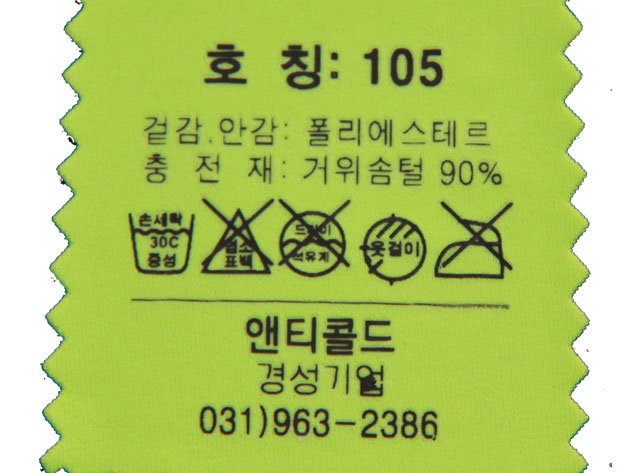 호 칭: 105
겉감.안감: 폴리에스테르
충 전 재: 거위솜털 90%
손세탁 30C 중성
염소 표백
드라이 석유계
옷걸이
앤티콜드
경성기업
031)963-2386